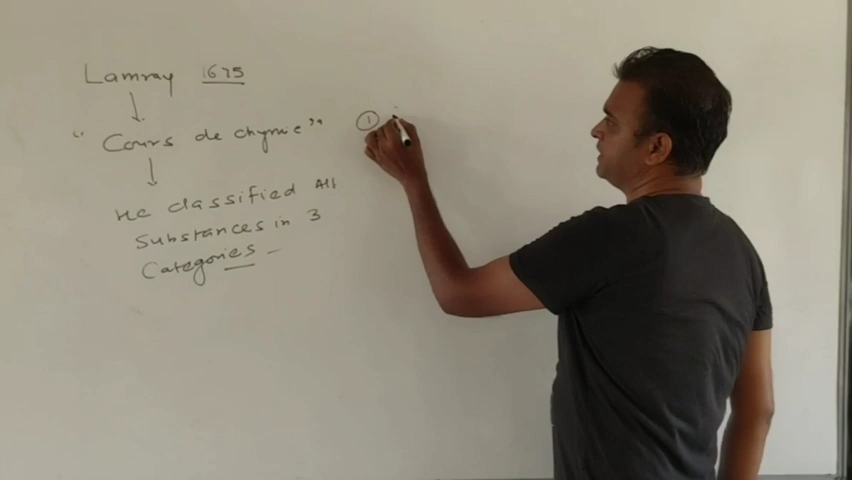 Lamray 1675
" Cours de chymie "
He classified All
Substances in 3
Categories -
①